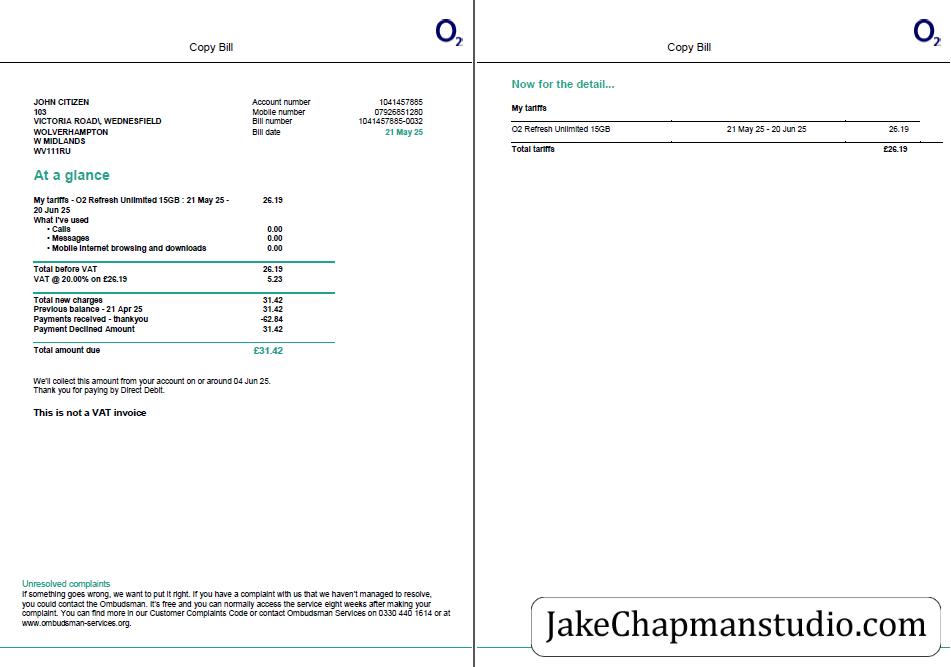 Copy Bill
O2
JOHN CITIZEN
103
VICTORIA ROAD\, WEDNESFIELD
WOLVERHAMPTON
W MIDLANDS
WV111RU
Account number 1041457885
Mobile number 07926851280
Bill number 1041457885-0032
Bill date 21 May 25
At a glance
My tariffs - O2 Refresh Unlimited 15GB : 21 May 25 - 26.19
20 Jun 25
What I've used
• Calls 0.00
• Messages 0.00
• Mobile Internet browsing and downloads 0.00
Total before VAT 26.19
VAT @ 20.00% on £26.19 5.23
Total new charges 31.42
Previous balance - 21 Apr 25 31.42
Payments received - thankyou -62.84
Payment Declined Amount 31.42
Total amount due £31.42
We'll collect this amount from your account on or around 04 Jun 25.
Thank you for paying by Direct Debit.
This is not a VAT invoice
Unresolved complaints
If something goes wrong, we want to put it right. If you have a complaint with us that we haven't managed to resolve,
you could contact the Ombudsman. It's free and you can normally access the service eight weeks after making your
complaint. You can find more in our Customer Complaints Code or contact Ombudsman Services on 0330 440 1614 or at
www.ombudsman-services.org.
Copy Bill
O2
Now for the detail...
My tariffs
O2 Refresh Unlimited 15GB 21 May 25 - 20 Jun 25 26.19
Total tariffs £26.19
JakeChapmanstudio.com